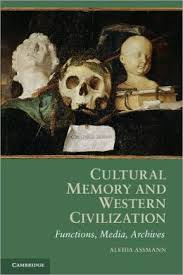 CULTURAL
MEMORY AND
WESTERN
CIVILIZATION
Functions, Media, Archives
ALEIDA ASSMANN
CAMBRIDGE